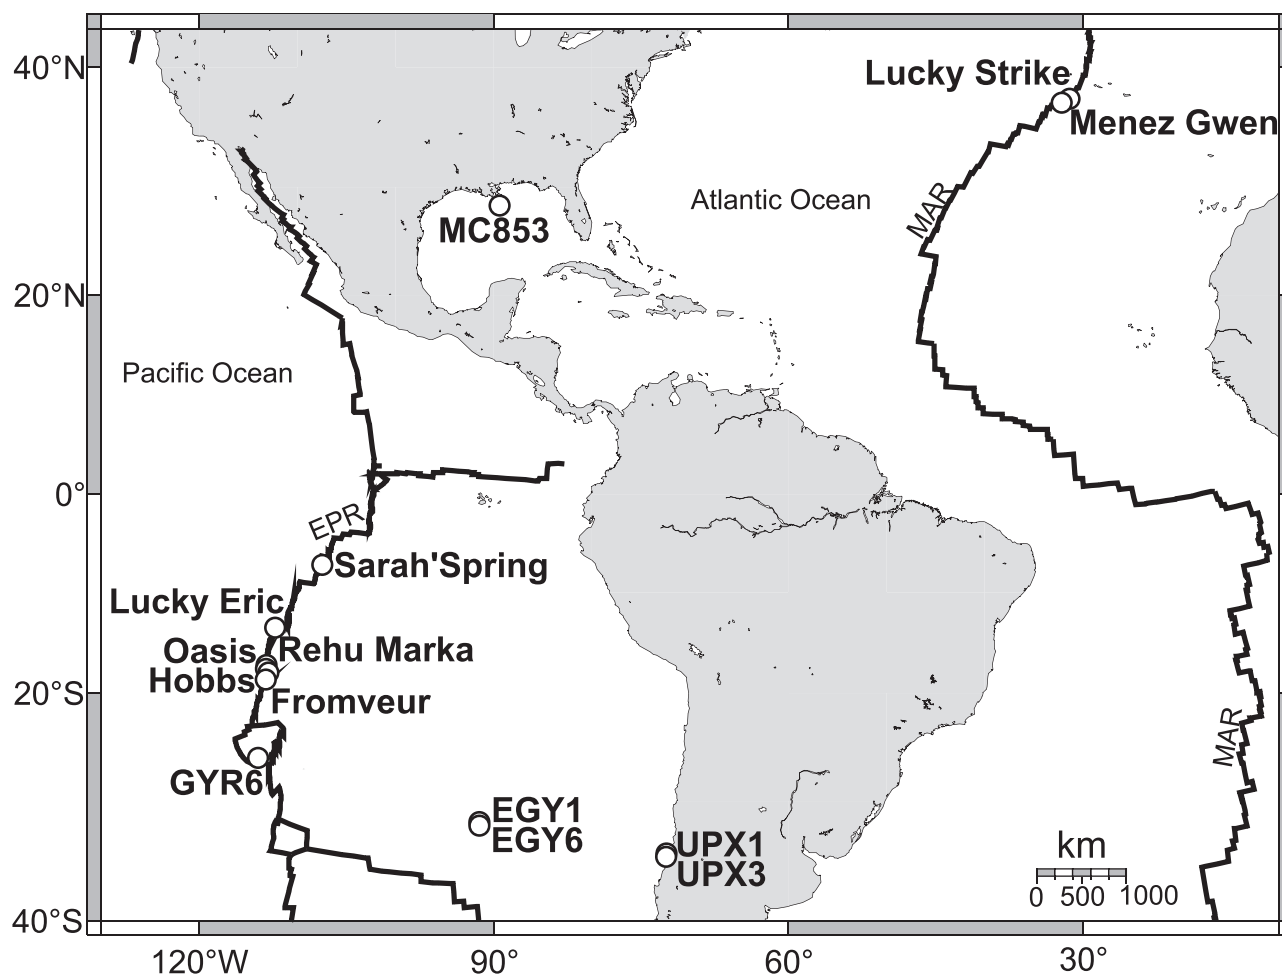 40°N
Lucky Strike
Menez Gwen
Atlantic Ocean
MAR
MC853
20°N
Pacific Ocean
0°
EPR
Sarah'Spring
Lucky Eric
Oasis
Rehu Marka
Hobbs
20°S
Fromveur
MAR
GYR6
EGY1
EGY6
UPX1
UPX3
km
0 500 1000
40°S
120°W 90° 60° 30°